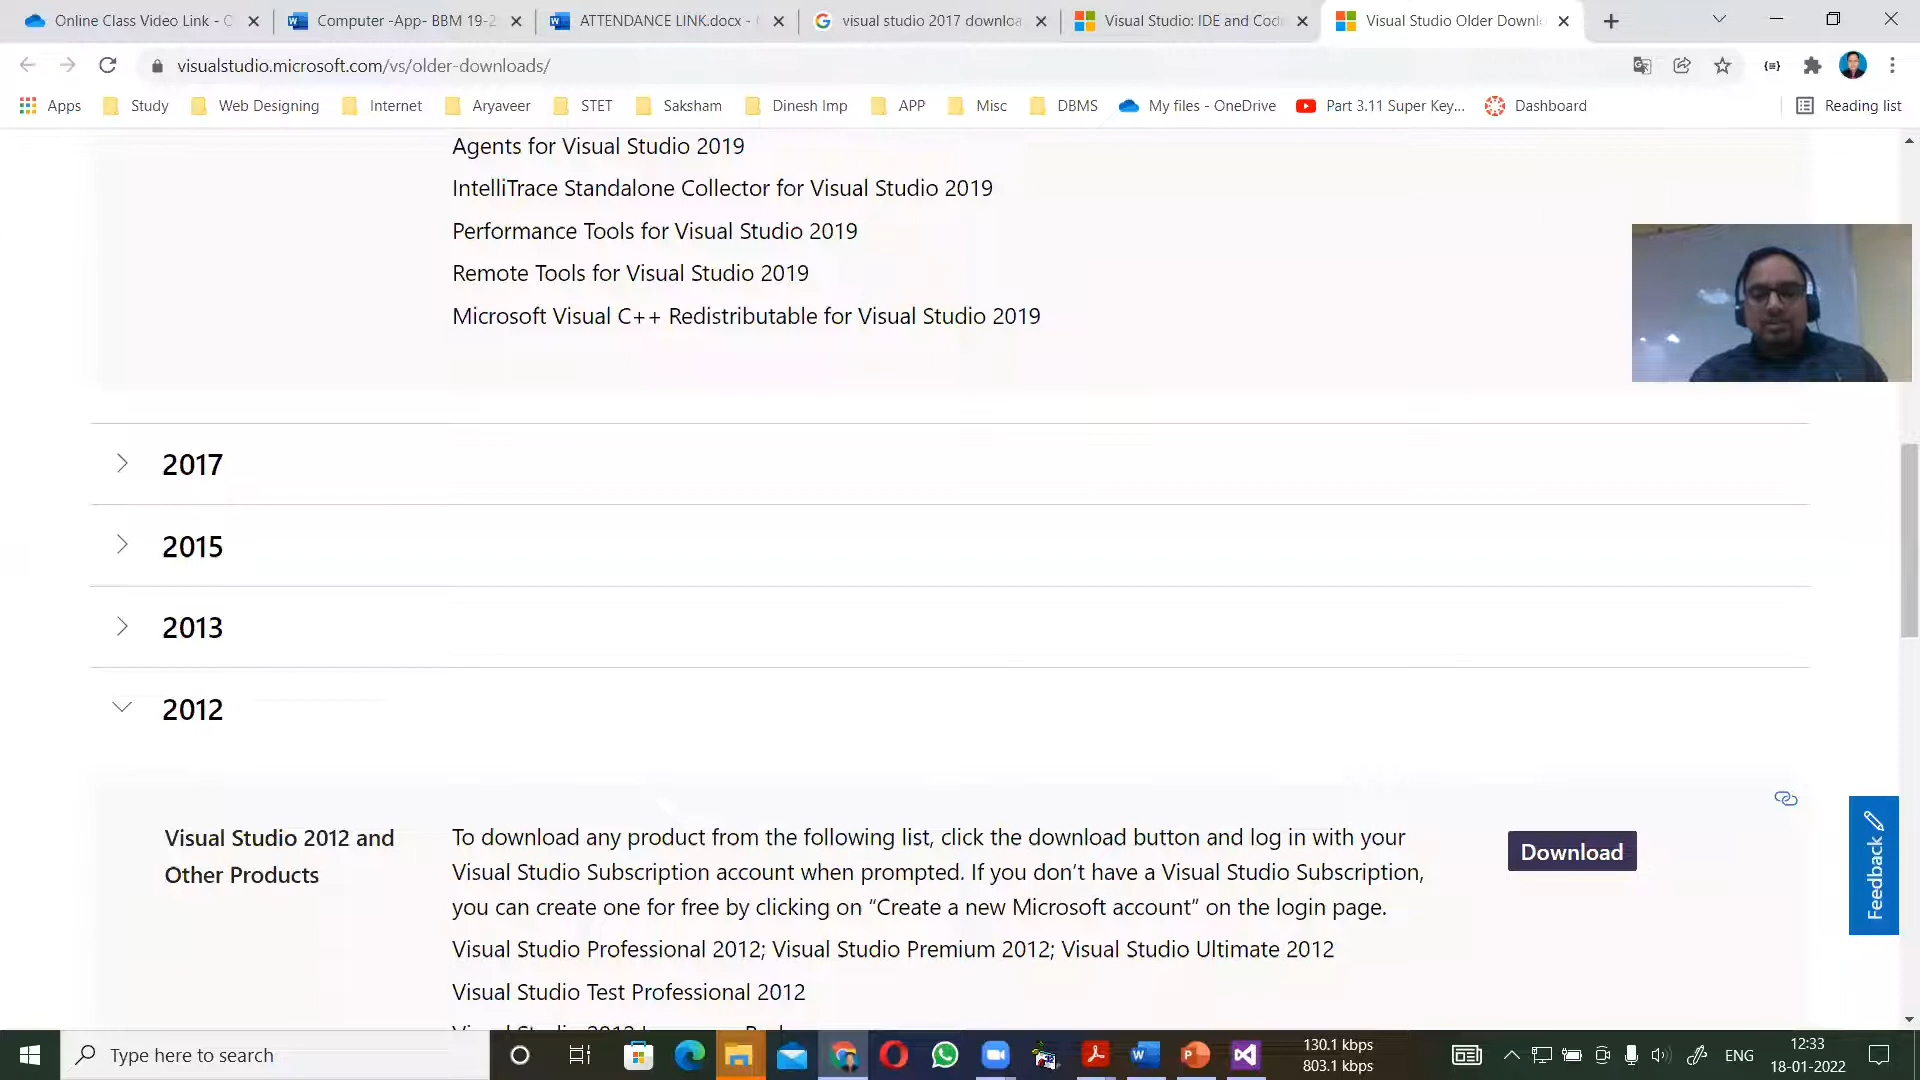 Online Class Video Link - O
Computer -App- BBM 19-2
ATTENDANCE LINK.docx -
visual studio 2017 downloa
Visual Studio: IDE and Cod
Visual Studio Older Downl
visualstudio.microsoft.com/vs/older-downloads/
Apps
Study
Web Designing
Internet
Aryaveer
STET
Saksham
Dinesh Imp
APP
Misc
DBMS
My files - OneDrive
Part 3.11 Super Key...
Dashboard
Reading list
Agents for Visual Studio 2019
IntelliTrace Standalone Collector for Visual Studio 2019
Performance Tools for Visual Studio 2019
Remote Tools for Visual Studio 2019
Microsoft Visual C++ Redistributable for Visual Studio 2019
2017
2015
2013
2012
Visual Studio 2012 and
Other Products
To download any product from the following list, click the download button and log in with your
Visual Studio Subscription account when prompted. If you don’t have a Visual Studio Subscription,
you can create one for free by clicking on “Create a new Microsoft account” on the login page.
Download
Feedback
Visual Studio Professional 2012; Visual Studio Premium 2012; Visual Studio Ultimate 2012
Visual Studio Test Professional 2012
Type here to search
130.1 kbps
803.1 kbps
ENG
12:33
18-01-2022